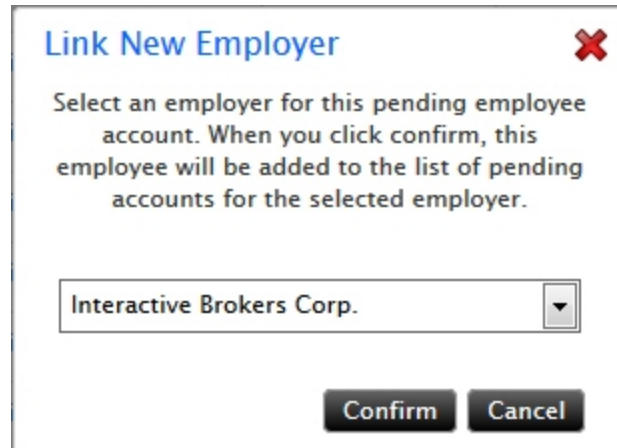 Link New Employer
Select an employer for this pending employee
account. When you click confirm, this
employee will be added to the list of pending
accounts for the selected employer.
Interactive Brokers Corp.
Confirm Cancel